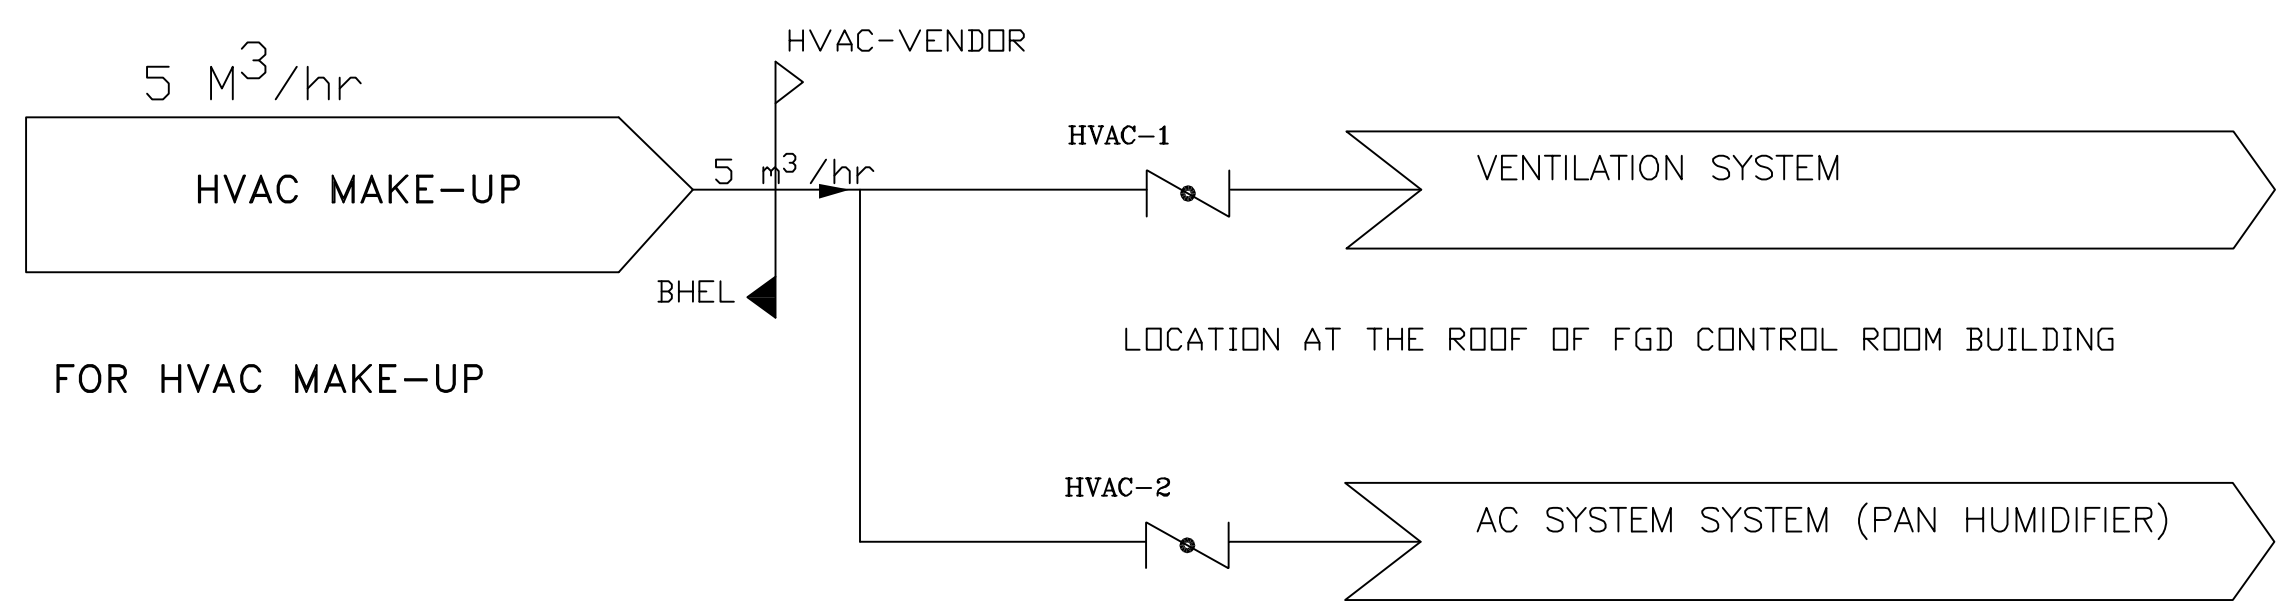 HVAC-VENDOR
5 M³/hr
HVAC-1
HVAC MAKE-UP
5 m³/hr
VENTILATION SYSTEM
BHEL
LOCATION AT THE ROOF OF FGD CONTROL ROOM BUILDING
FOR HVAC MAKE-UP
HVAC-2
AC SYSTEM SYSTEM (PAN HUMIDIFIER)